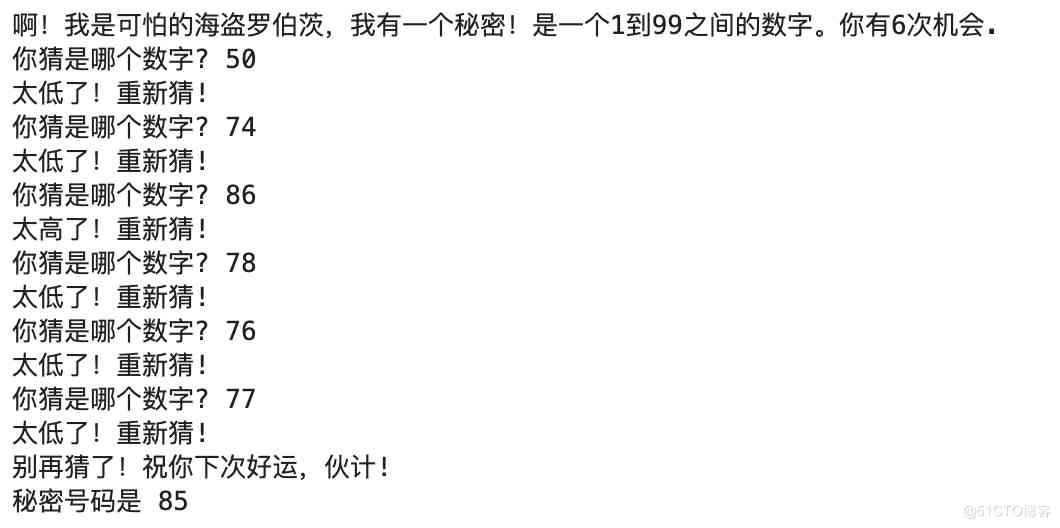 啊！我是可怕的海盗罗伯茨，我有一个秘密！是一个1到99之间的数字。你有6次机会.
你猜是哪个数字? 50
太低了！重新猜!
你猜是哪个数字? 74
太低了！重新猜!
你猜是哪个数字? 86
太高了！重新猜!
你猜是哪个数字? 78
太低了！重新猜!
你猜是哪个数字? 76
太低了！重新猜!
你猜是哪个数字? 77
太低了！重新猜!
别再猜了！祝你下次好运，伙计!
秘密号码是 85
@51CTO博客